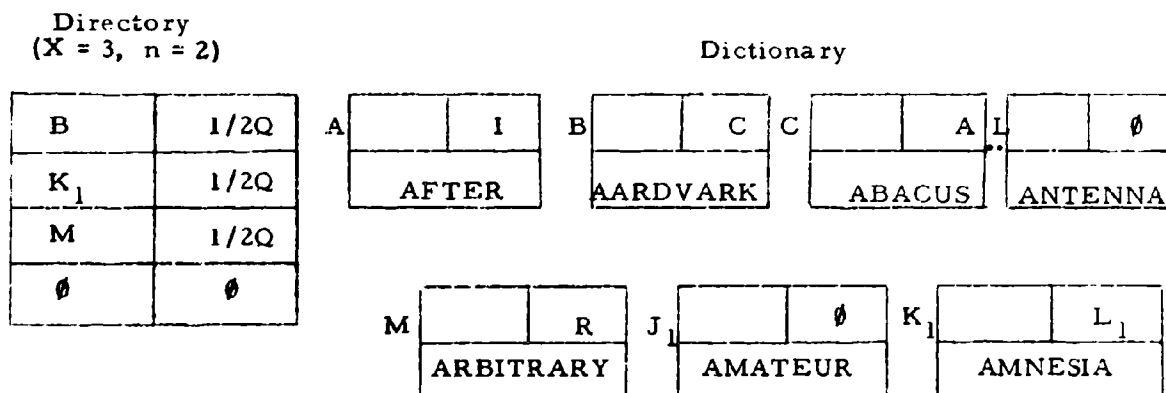 Directory
(X = 3, n = 2)
Dictionary
B 1/2Q
K₁ 1/2Q
M 1/2Q
∅ ∅
A I
AFTER
B C
AARDVARK
C A
ABACUS
L ∅
ANTENNA
M R
ARBITRARY
J₁ ∅
AMATEUR
K₁ L₁
AMNESIA